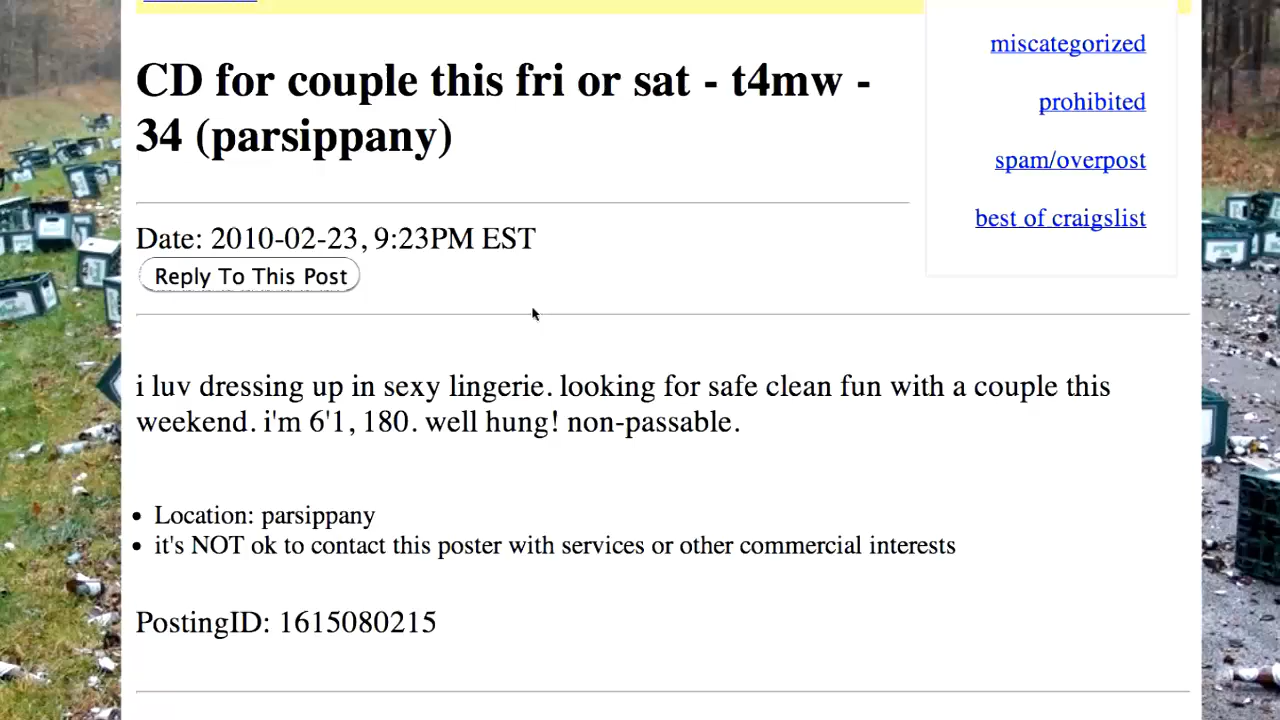 miscategorized
CD for couple this fri or sat - t4mw -
34 (parsippany)
prohibited
spam/overpost
best of craigslist
Date: 2010-02-23, 9:23PM EST
Reply To This Post
i luv dressing up in sexy lingerie. looking for safe clean fun with a couple this
weekend. i'm 6'1, 180. well hung! non-passable.
• Location: parsippany
• it's NOT ok to contact this poster with services or other commercial interests
PostingID: 1615080215